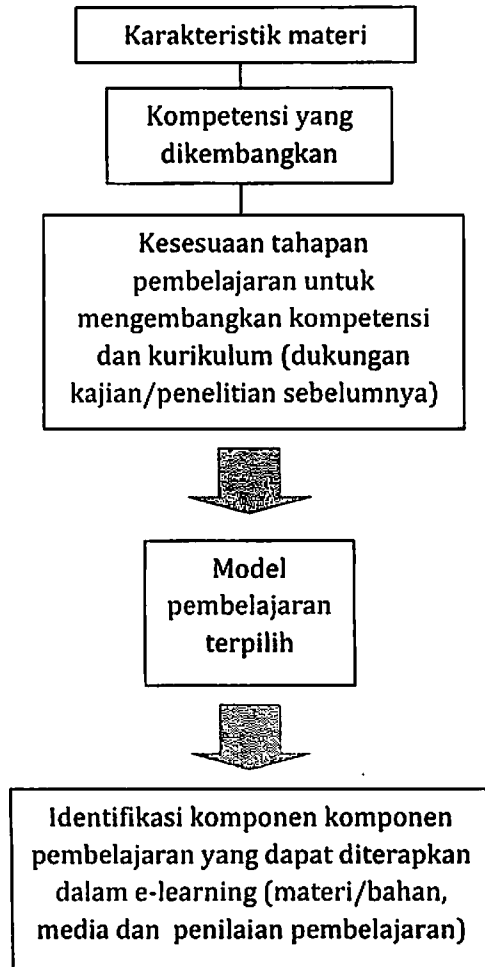 Karakteristik materi
Kompetensi yang
dikembangkan
Kesesuaan tahapan
pembelajaran untuk
mengembangkan kompetensi
dan kurikulum (dukungan
kajian/penelitian sebelumnya)
Model
pembelajaran
terpilih
Identifikasi komponen komponen
pembelajaran yang dapat diterapkan
dalam e-learning (materi/bahan,
media dan penilaian pembelajaran)